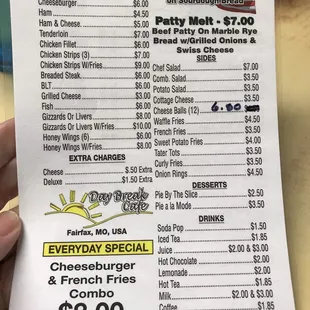 Cheeseburger $6.00
Ham $4.50
Ham & Cheese $5.00
Tenderloin $7.00
Chicken Fillet $6.00
Chicken Strips (3) $7.00
Chicken Strips W/Fries $9.00
Breaded Steak $6.00
BLT $6.00
Grilled Cheese $3.00
Fish $6.00
Gizzards Or Livers $8.00
Gizzards Or Livers W/Fries $10.00
Honey Wings (6) $6.00
Honey Wings W/Fries $8.00
EXTRA CHARGES
Cheese $.50 Extra
Deluxe $1.50 Extra
Day Break
Cafe
Fairfax, MO, USA
EVERYDAY SPECIAL
Cheeseburger
& French Fries
Combo
on Sourdough Bread
Patty Melt - $7.00
Beef Patty On Marble Rye
Bread w/Grilled Onions &
Swiss Cheese
SIDES
Chef Salad $7.00
Comb. Salad $3.50
Potato Salad $3.50
Cottage Cheese $3.50
Cheese Balls (12) 6.00
Waffle Fries $4.50
French Fries $3.50
Sweet Potato Fries $4.00
Tater Tots $3.50
Curly Fries $3.50
Onion Rings $4.50
DESSERTS
Pie By The Slice $2.50
Pie a la Mode $3.50
DRINKS
Soda Pop $1.50
Iced Tea $1.85
Juice $2.00 & $3.00
Hot Chocolate $2.00
Lemonade $2.00
Hot Tea $1.85
Milk $2.00 & $3.00
Coffee $1.85